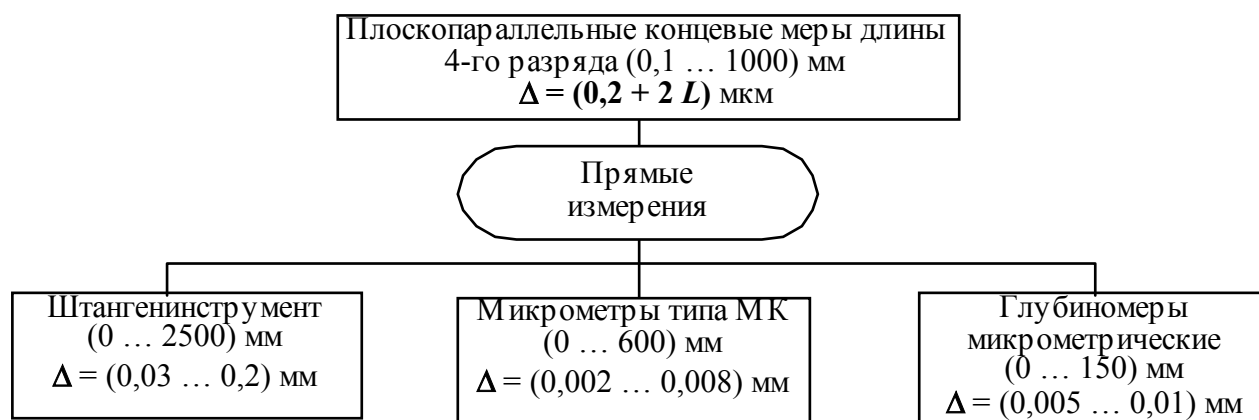 Плоскопараллельные концевые меры длины
4-го разряда (0,1 … 1000) мм
Δ = (0,2 + 2 L) мкм
Прямые
измерения
Штангенинструмент
(0 … 2500) мм
Δ = (0,03 … 0,2) мм
Микрометры типа МК
(0 … 600) мм
Δ = (0,002 … 0,008) мм
Глубиномеры
микрометрические
(0 … 150) мм
Δ = (0,005 … 0,01) мм